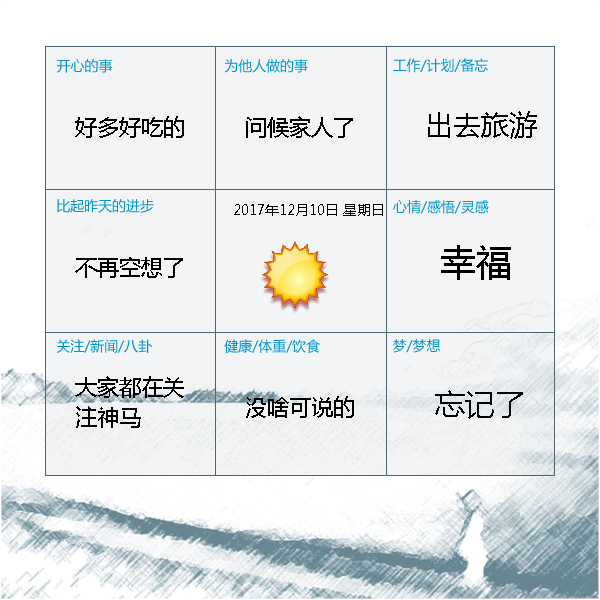 开心的事
好多好吃的
为他人做的事
问候家人了
工作/计划/备忘
出去旅游
比起昨天的进步
不再空想了
2017年12月10日 星期日
心情/感悟/灵感
幸福
关注/新闻/八卦
大家都在关
注神马
健康/体重/饮食
没啥可说的
梦/梦想
忘记了